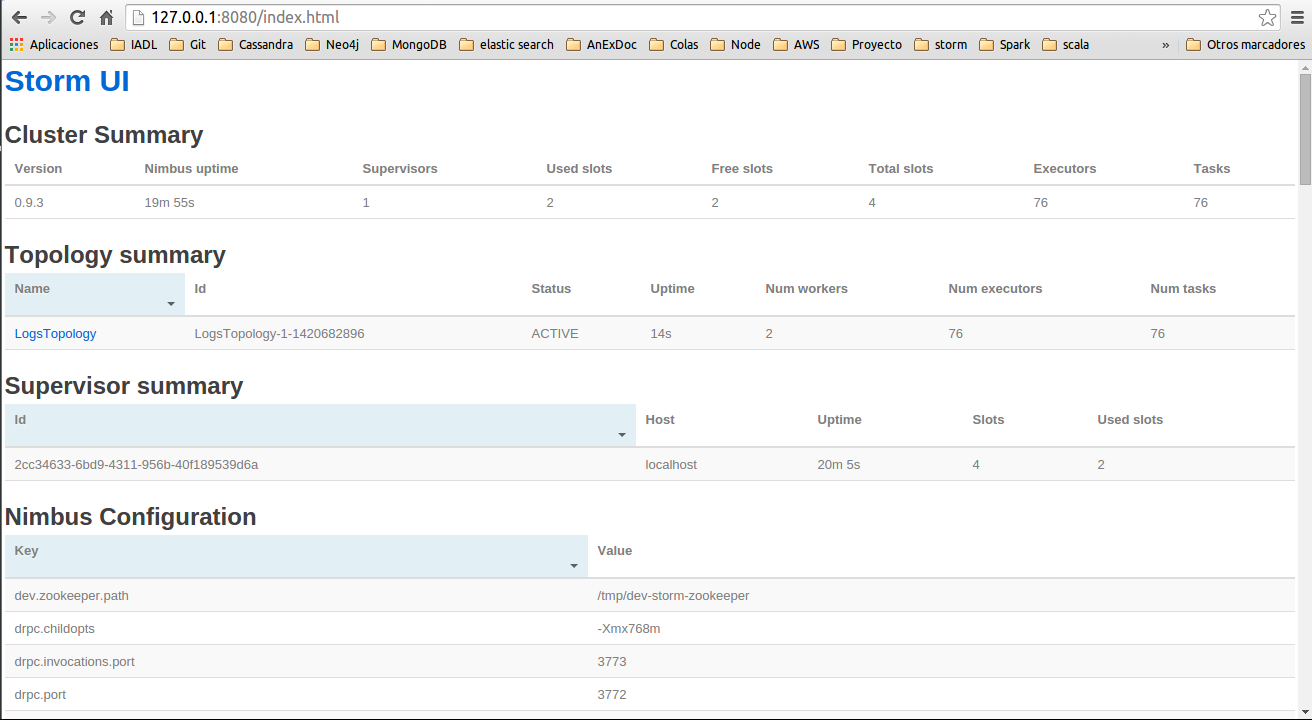 127.0.0.1:8080/index.html
Aplicaciones IADL Git Cassandra Neo4j MongoDB elastic search AnExDoc Colas Node AWS Proyecto storm Spark scala » Otros marcadores
Storm UI
Cluster Summary
Version Nimbus uptime Supervisors Used slots Free slots Total slots Executors Tasks
0.9.3 19m 55s 1 2 2 4 76 76
Topology summary
Name Id Status Uptime Num workers Num executors Num tasks
LogsTopology LogsTopology-1-1420682896 ACTIVE 14s 2 76 76
Supervisor summary
Id Host Uptime Slots Used slots
2cc34633-6bd9-4311-956b-40f189539d6a localhost 20m 5s 4 2
Nimbus Configuration
Key Value
dev.zookeeper.path /tmp/dev-storm-zookeeper
drpc.childopts -Xmx768m
drpc.invocations.port 3773
drpc.port 3772